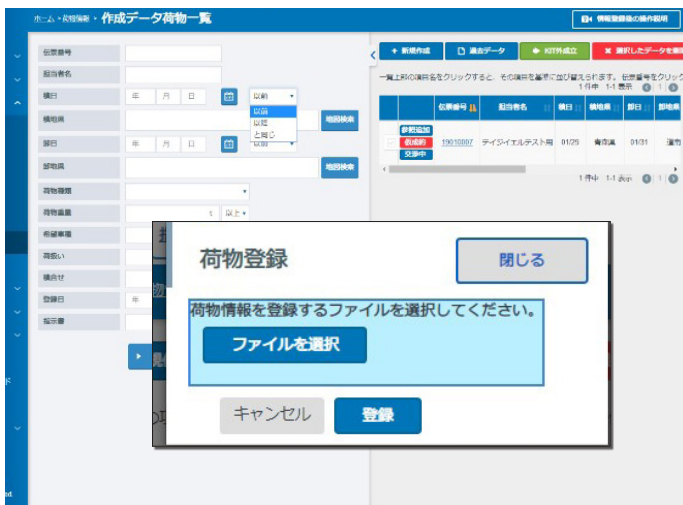 ホーム > 荷物情報 > 作成データ荷物一覧
情報登録後の操作説明
伝票番号
担当者名
積日
年 月 日
以前
以前
以降
と同じ
積地県
地図検索
卸日
年 月 日
以前
卸地県
地図検索
荷物種類
荷物重量
t 以上
希望車種
荷扱い
積合せ
登録日
年
指示書
+ 新規作成
過去データ
KIT外成立
× 選択したデータを削
一覧上部の項目名をクリックすると、その項目を基準に並び替えられます。伝票番号をクリック
1件中 1-1 表示 1
伝票番号 担当者名 積日 積地県 卸日 卸地県
参照追加
仮成約
交渉中
19010007 テイジイエルテスト用 01/25 青森県 01/31
1件中 1-1 表示 1
荷物登録
閉じる
荷物情報を登録するファイルを選択してください。
ファイルを選択
キャンセル
登録
ド
ed.